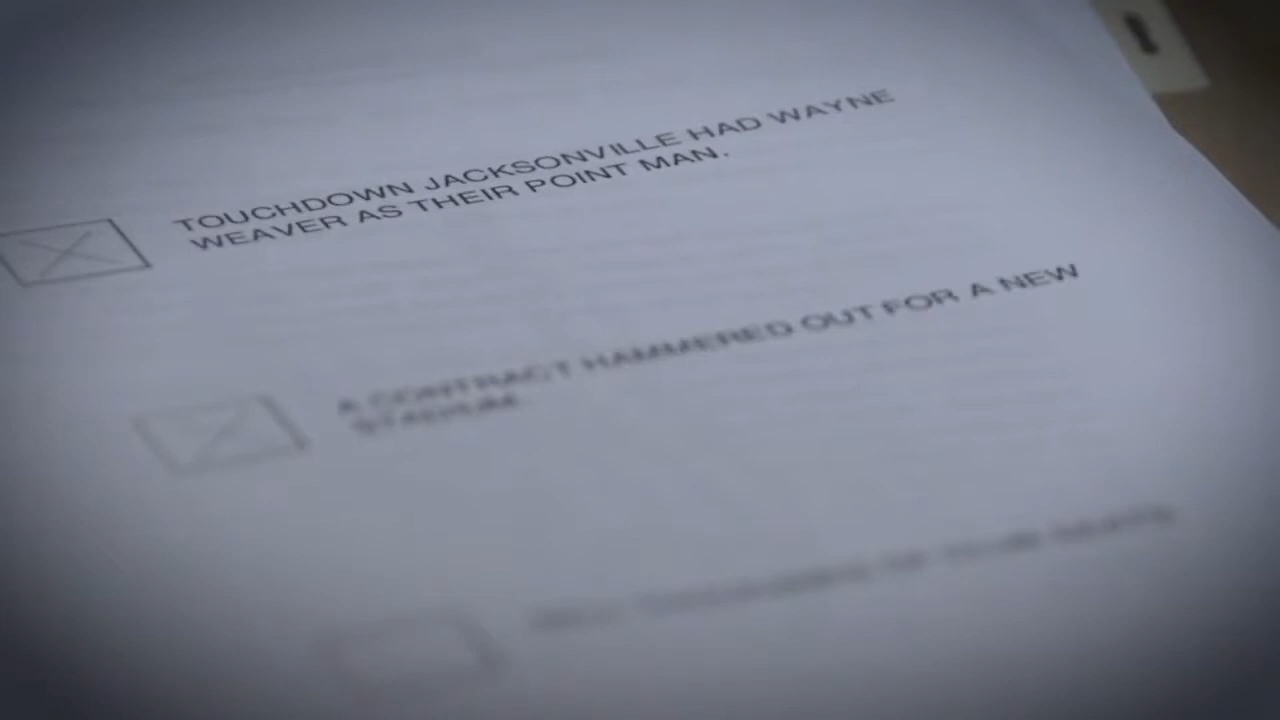 TOUCHDOWN JACKSONVILLE HAD WAYNE
WEAVER AS THEIR POINT MAN.
A CONTRACT HAMMERED OUT FOR A NEW
STADIUM.